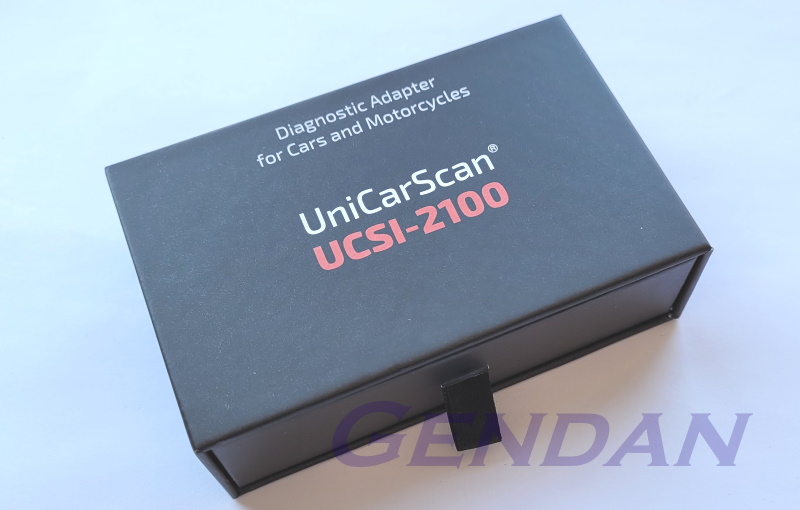 Diagnostic Adapter
for Cars and Motorcycles
UniCarScan®
UCSI-2100
GENDAN